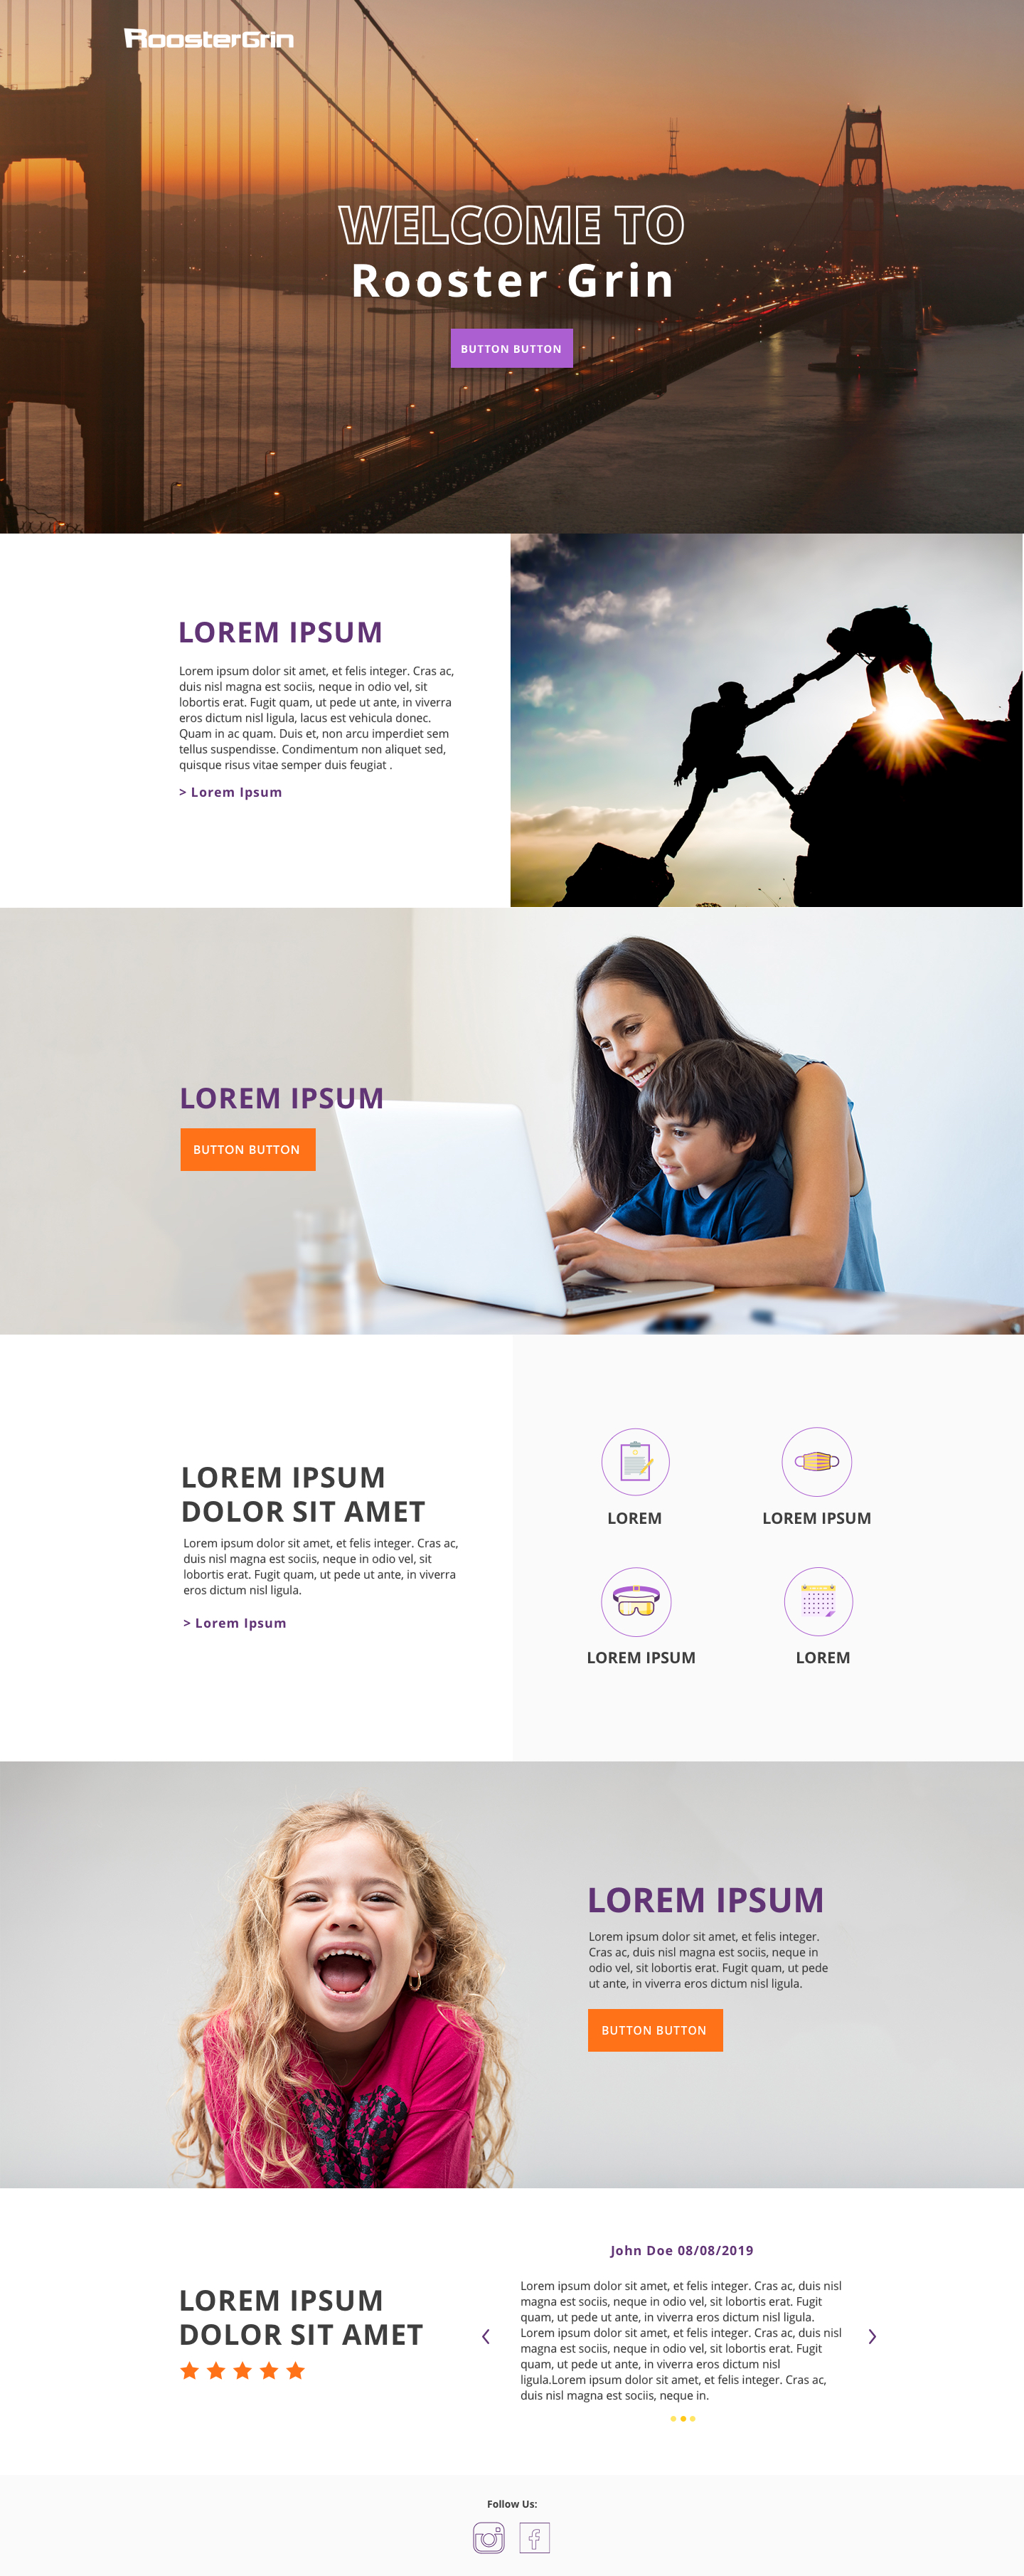 RoosterGrin
WELCOME TO
Rooster Grin
BUTTON BUTTON
LOREM IPSUM
Lorem ipsum dolor sit amet, et felis integer. Cras ac,
duis nisl magna est sociis, neque in odio vel, sit
lobortis erat. Fugit quam, ut pede ut ante, in viverra
eros dictum nisl ligula, lacus est vehicula donec.
Quam in ac quam. Duis et, non arcu imperdiet sem
tellus suspendisse. Condimentum non aliquet sed,
quisque risus vitae semper duis feugiat .
> Lorem Ipsum
LOREM IPSUM
BUTTON BUTTON
LOREM IPSUM
DOLOR SIT AMET
Lorem ipsum dolor sit amet, et felis integer. Cras ac,
duis nisl magna est sociis, neque in odio vel, sit
lobortis erat. Fugit quam, ut pede ut ante, in viverra
eros dictum nisl ligula.
> Lorem Ipsum
LOREM
LOREM IPSUM
LOREM IPSUM
LOREM
LOREM IPSUM
Lorem ipsum dolor sit amet, et felis integer.
Cras ac, duis nisl magna est sociis, neque in
odio vel, sit lobortis erat. Fugit quam, ut pede
ut ante, in viverra eros dictum nisl ligula.
BUTTON BUTTON
LOREM IPSUM
DOLOR SIT AMET
John Doe 08/08/2019
Lorem ipsum dolor sit amet, et felis integer. Cras ac, duis nisl
magna est sociis, neque in odio vel, sit lobortis erat. Fugit
quam, ut pede ut ante, in viverra eros dictum nisl ligula.
Lorem ipsum dolor sit amet, et felis integer. Cras ac, duis nisl
magna est sociis, neque in odio vel, sit lobortis erat. Fugit
quam, ut pede ut ante, in viverra eros dictum nisl
ligula.Lorem ipsum dolor sit amet, et felis integer. Cras ac,
duis nisl magna est sociis, neque in.
Follow Us: